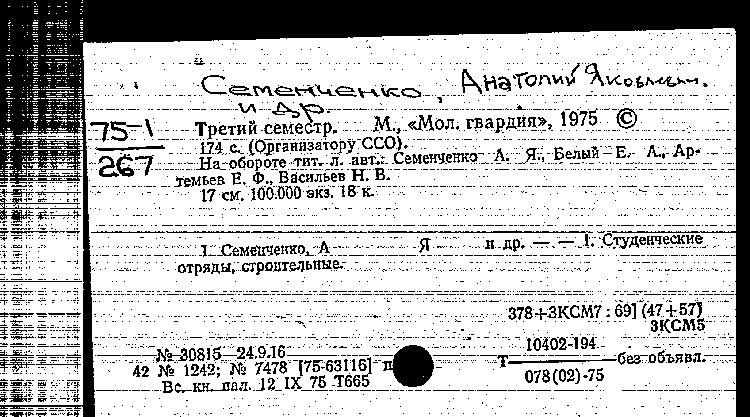 Семенченко, Анатолий Яковлевич.
и др.
75-1
267
Третий семестр. М., «Мол. гвардия», 1975 ©
174 с. (Организатору ССО).
На обороте тит. л. авт.: Семенченко А. Я., Белый Е. А., Ар-
темьев Е. Ф., Васильев Н. В.
17 см. 100.000 экз. 18 к.
I. Семенченко, А Я и др. — — 1. Студенческие
отряды, строительные.
378+3КСМ7 : 69] (47+57)
3КСМ5
№ 30815 24.9.16
42 № 1242; № 7478 [75-63116] п
Вс. кн. пал. 12 IX 75 Т665
Т 10402-194
078(02)-75 без объявл.